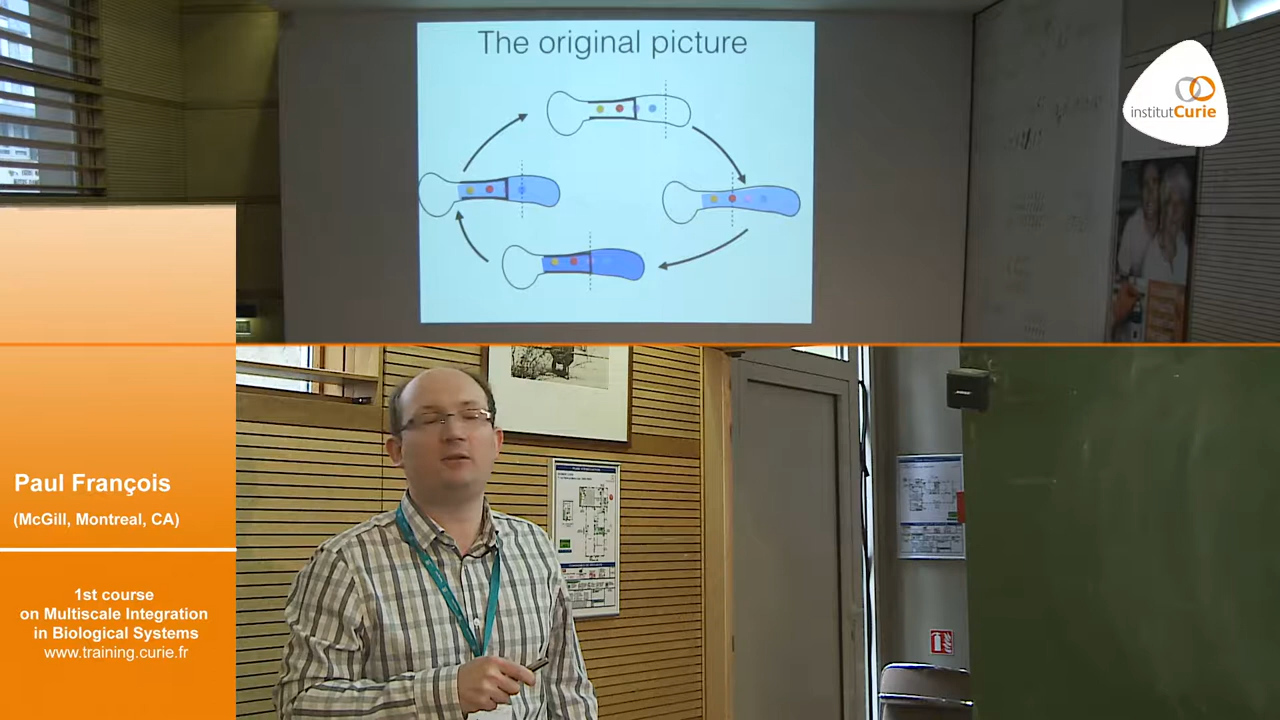 The original picture
institutCurie
Paul François
(McGill, Montreal, CA)
1st course
on Multiscale Integration
in Biological Systems
www.training.curie.fr